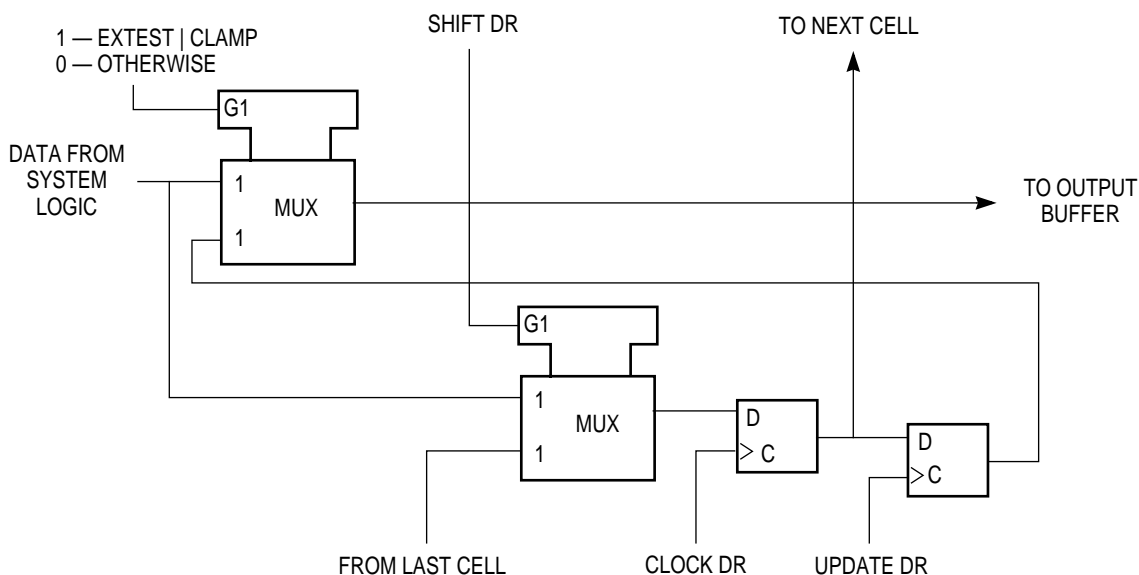 1 — EXTEST | CLAMP
0 — OTHERWISE
SHIFT DR
TO NEXT CELL
G1
DATA FROM
SYSTEM
LOGIC
1
MUX
1
TO OUTPUT
BUFFER
G1
1
MUX
1
D
C
D
C
FROM LAST CELL
CLOCK DR
UPDATE DR